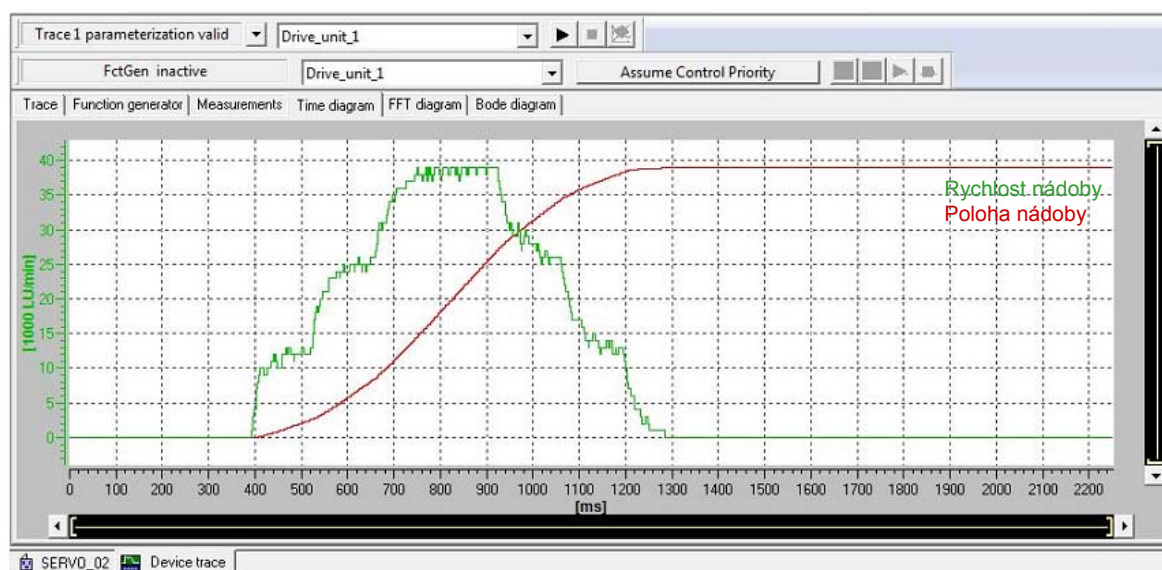 Trace 1 parameterization valid Drive_unit_1
FctGen inactive Drive_unit_1 Assume Control Priority
Trace Function generator Measurements Time diagram FFT diagram Bode diagram
40
35
30
25
20
15
10
5
0
[1000 LU/min]
Rychlost nádoby
Poloha nádoby
0 100 200 300 400 500 600 700 800 900 1000 1100 1200 1300 1400 1500 1600 1700 1800 1900 2000 2100 2200
[ms]
SERVO_02 Device trace